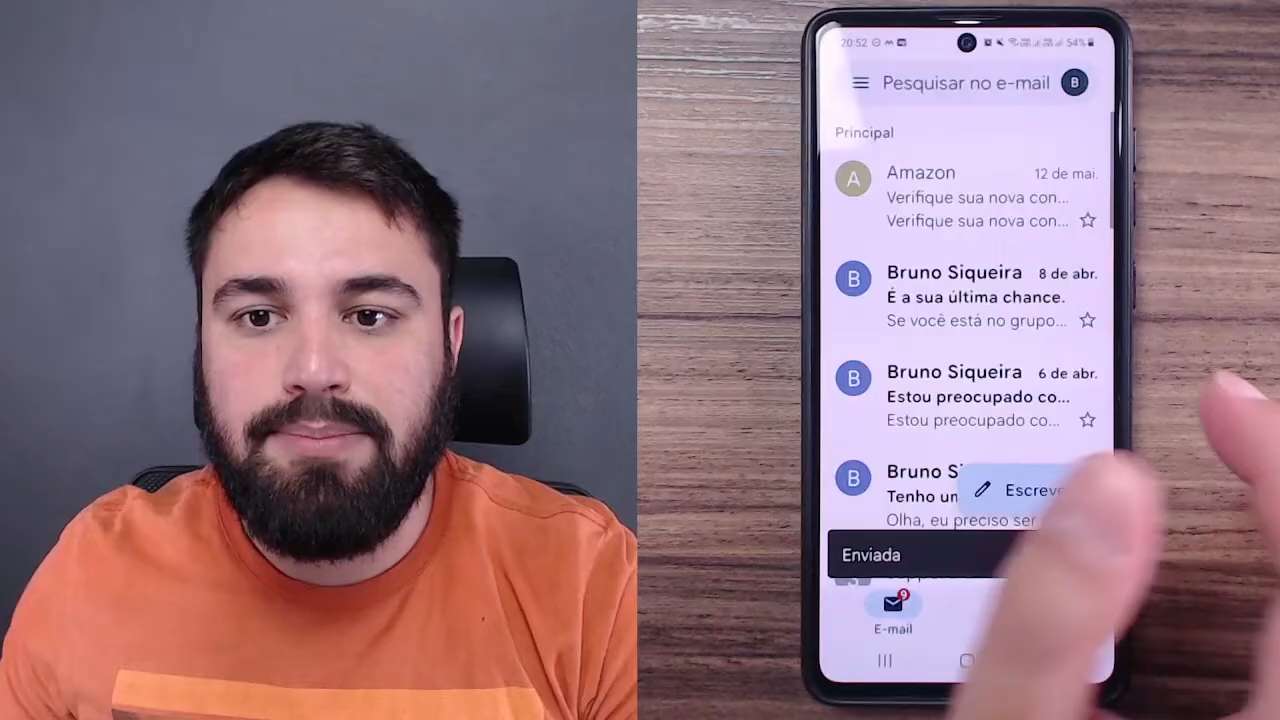 20:52
54%
Pesquisar no e-mail
B
Principal
A
Amazon
12 de mai.
Verifique sua nova con...
Verifique sua nova con...
B
Bruno Siqueira
8 de abr.
É a sua última chance.
Se você está no grupo...
B
Bruno Siqueira
6 de abr.
Estou preocupado co...
Estou preocupado co...
B
Bruno
Tenho
Escreve
Olha, eu preciso ser
Enviada
9
E-mail